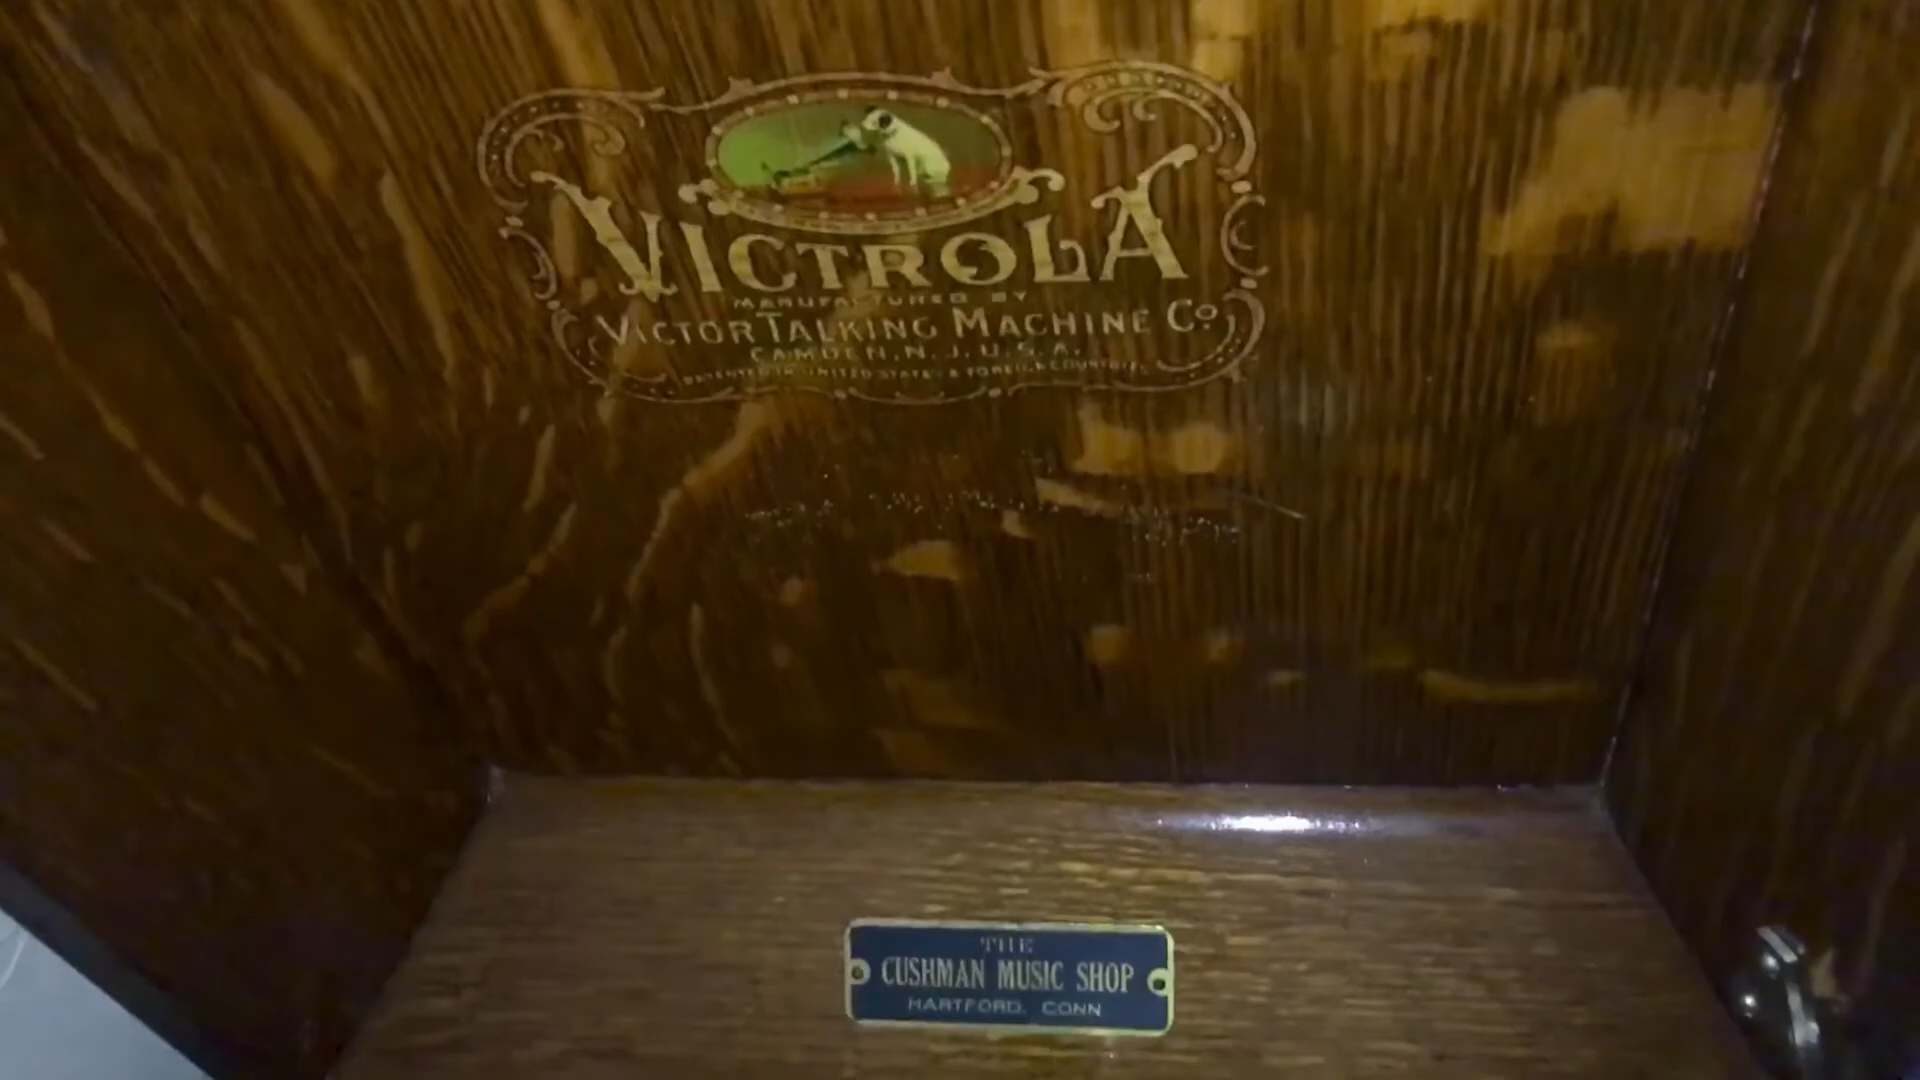 VICTROLA
MANUFACTURED BY
VICTOR TALKING MACHINE Co
CAMDEN, N.J. U.S.A.
PATENTED IN UNITED STATES & FOREIGN COUNTRIES
THE
CUSHMAN MUSIC SHOP
HARTFORD, CONN